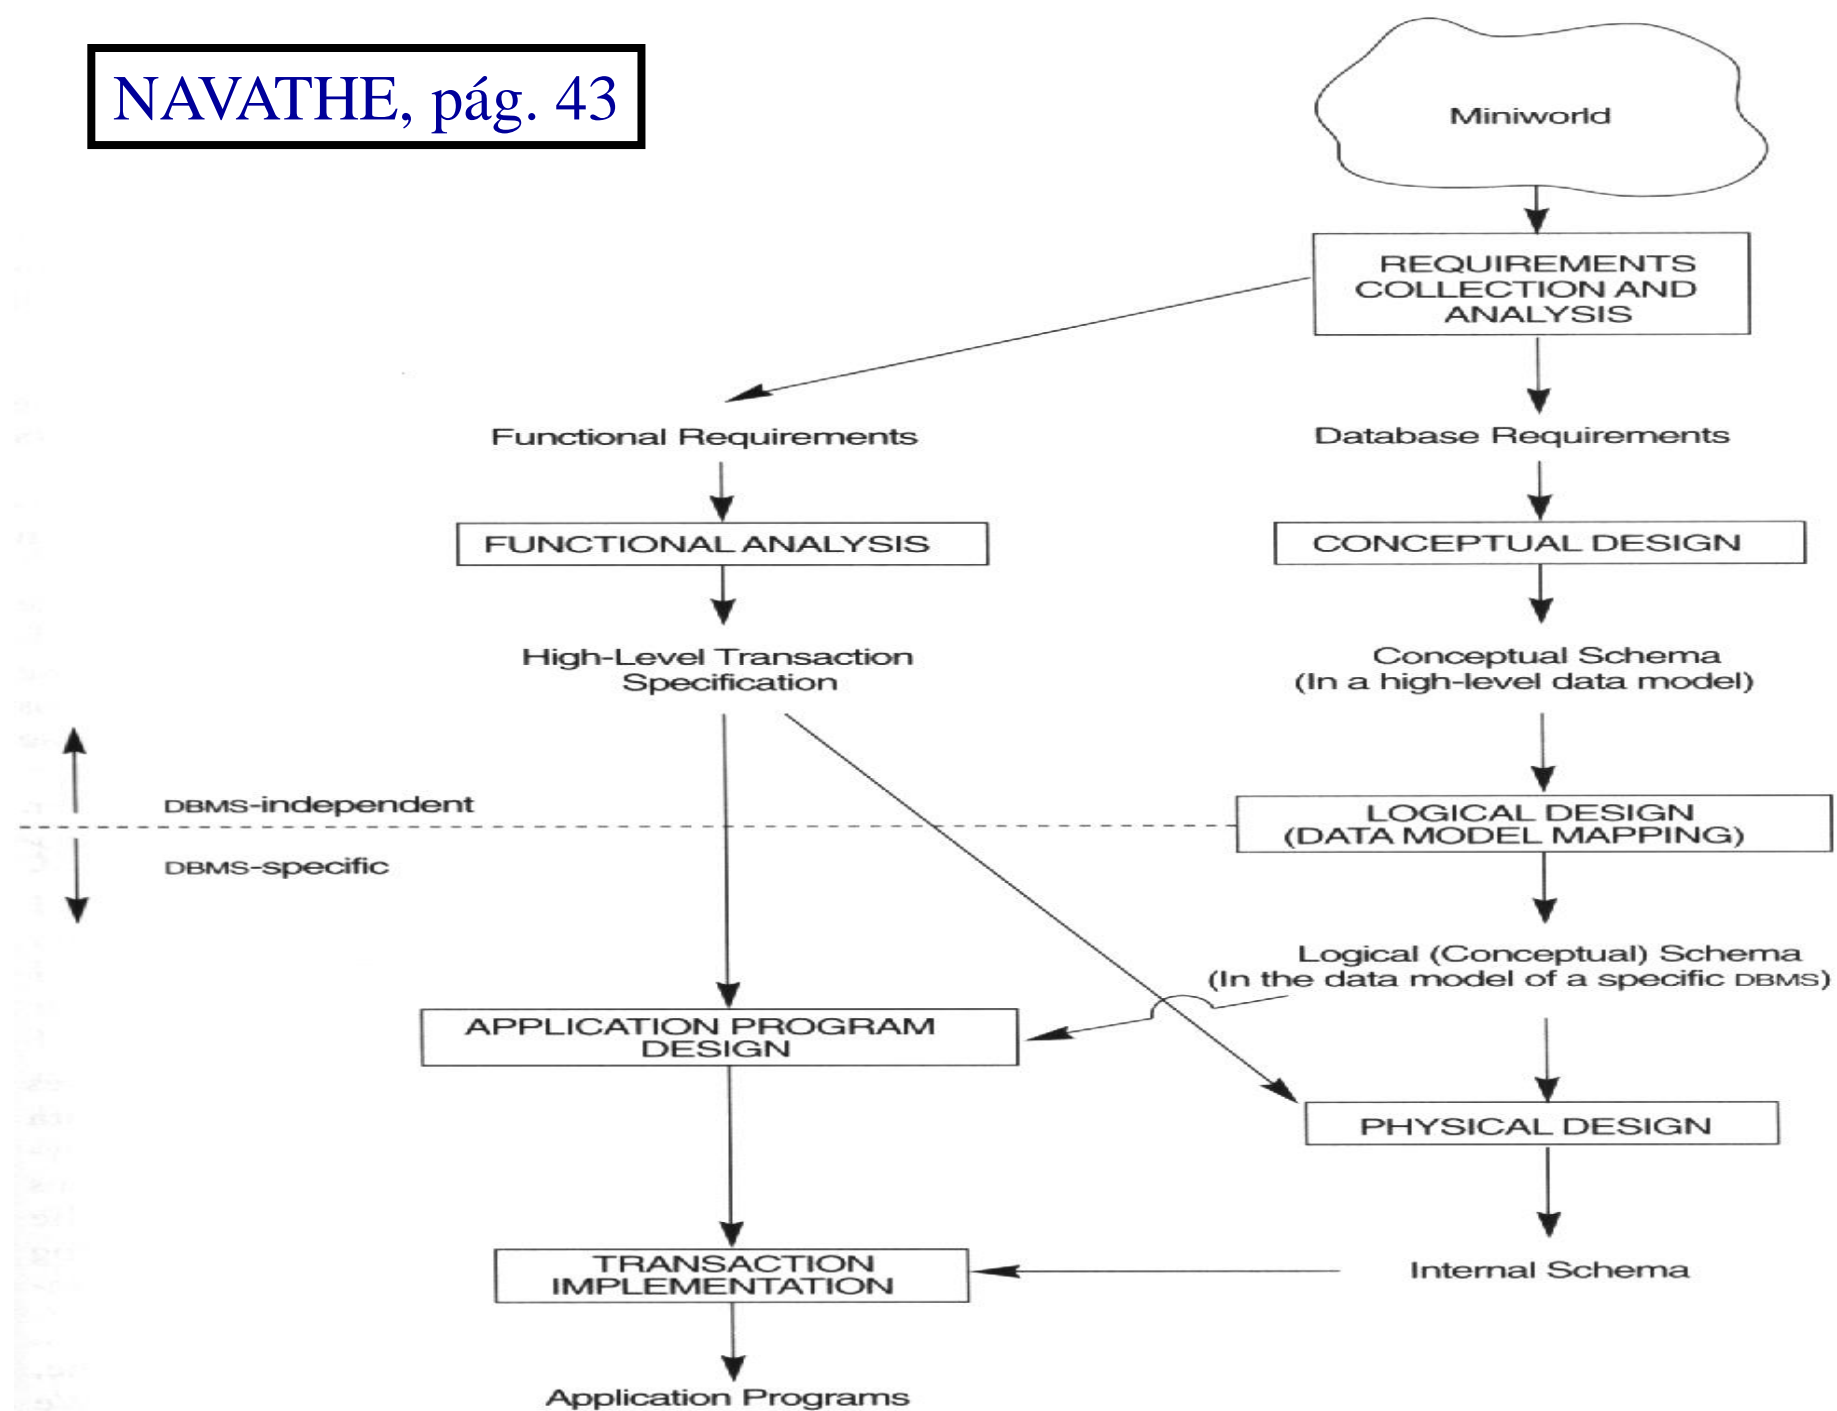 NAVATHE, pág. 43
Miniworld
REQUIREMENTS
COLLECTION AND
ANALYSIS
Functional Requirements
Database Requirements
FUNCTIONAL ANALYSIS
CONCEPTUAL DESIGN
High-Level Transaction
Specification
Conceptual Schema
(In a high-level data model)
DBMS-independent
DBMS-specific
LOGICAL DESIGN
(DATA MODEL MAPPING)
Logical (Conceptual) Schema
(In the data model of a specific DBMS)
APPLICATION PROGRAM
DESIGN
PHYSICAL DESIGN
TRANSACTION
IMPLEMENTATION
Internal Schema
Application Programs